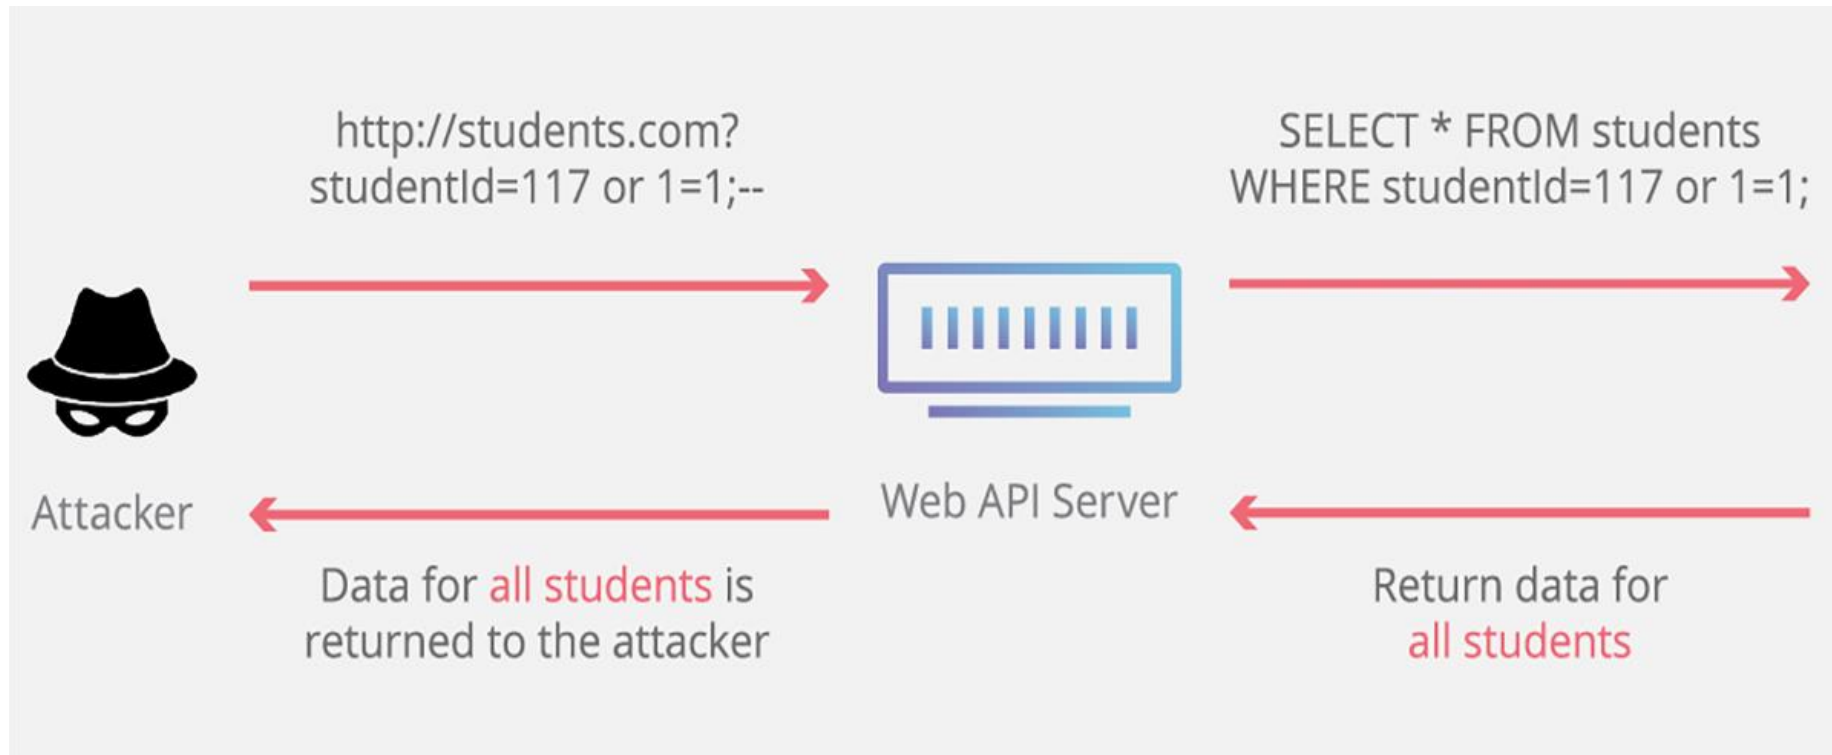 http://students.com?
studentId=117 or 1=1;--
SELECT * FROM students
WHERE studentId=117 or 1=1;
Attacker
Web API Server
Data for all students is
returned to the attacker
Return data for
all students